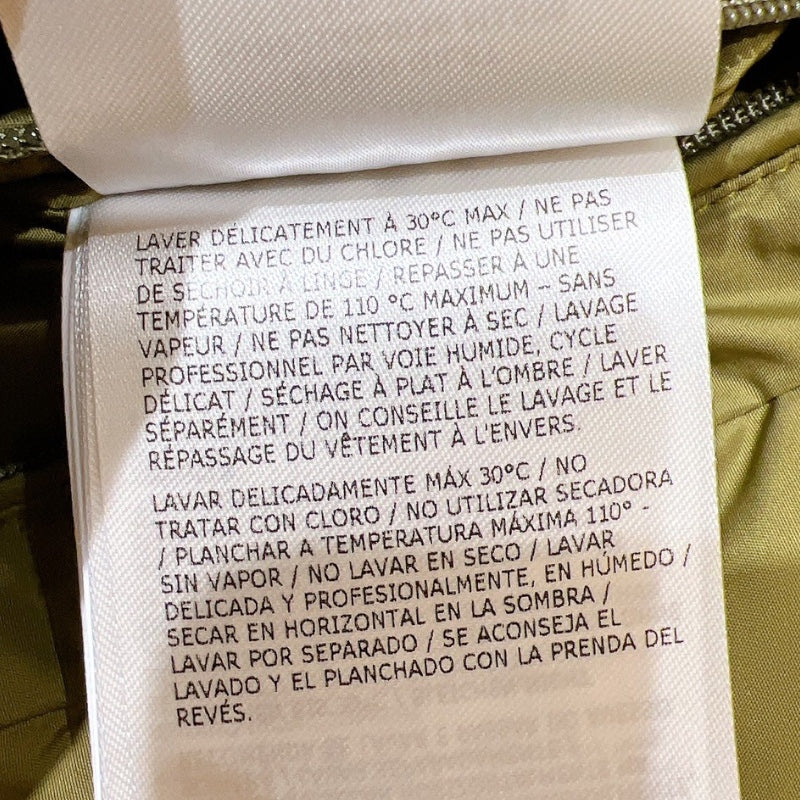 LAVER DÉLICATEMENT À 30°C MAX / NE PAS
TRAITER AVEC DU CHLORE / NE PAS UTILISER
DE SÉCHOIR À LINGE / REPASSER À UNE
TEMPÉRATURE DE 110 °C MAXIMUM – SANS
VAPEUR / NE PAS NETTOYER À SEC / LAVAGE
PROFESSIONNEL PAR VOIE HUMIDE, CYCLE
DÉLICAT / SÉCHAGE À PLAT À L'OMBRE / LAVER
SÉPARÉMENT / ON CONSEILLE LE LAVAGE ET LE
RÉPASSAGE DU VÊTEMENT À L'ENVERS.
LAVAR DELICADAMENTE MÁX 30°C / NO
TRATAR CON CLORO / NO UTILIZAR SECADORA
/ PLANCHAR A TEMPERATURA MÁXIMA 110° -
SIN VAPOR / NO LAVAR EN SECO / LAVAR
DELICADA Y PROFESIONALMENTE, EN HÚMEDO /
SECAR EN HORIZONTAL EN LA SOMBRA /
LAVAR POR SEPARADO / SE ACONSEJA EL
LAVADO Y EL PLANCHADO CON LA PRENDA DEL
REVÉS.